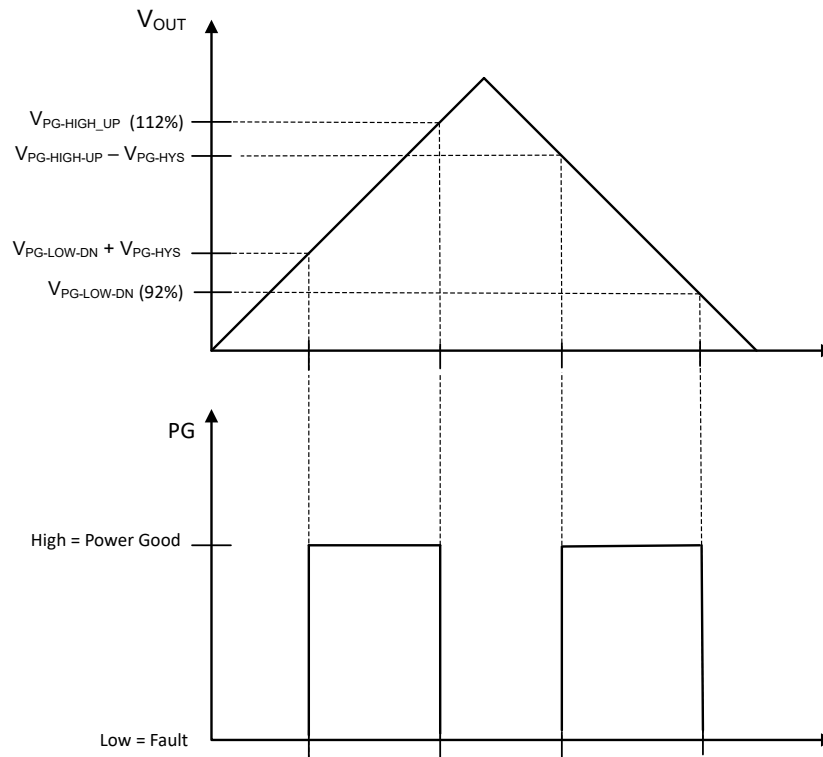 VOUT
VPG-HIGH_UP (112%)
VPG-HIGH-UP – VPG-HYS
VPG-LOW-DN + VPG-HYS
VPG-LOW-DN (92%)
PG
High = Power Good
Low = Fault